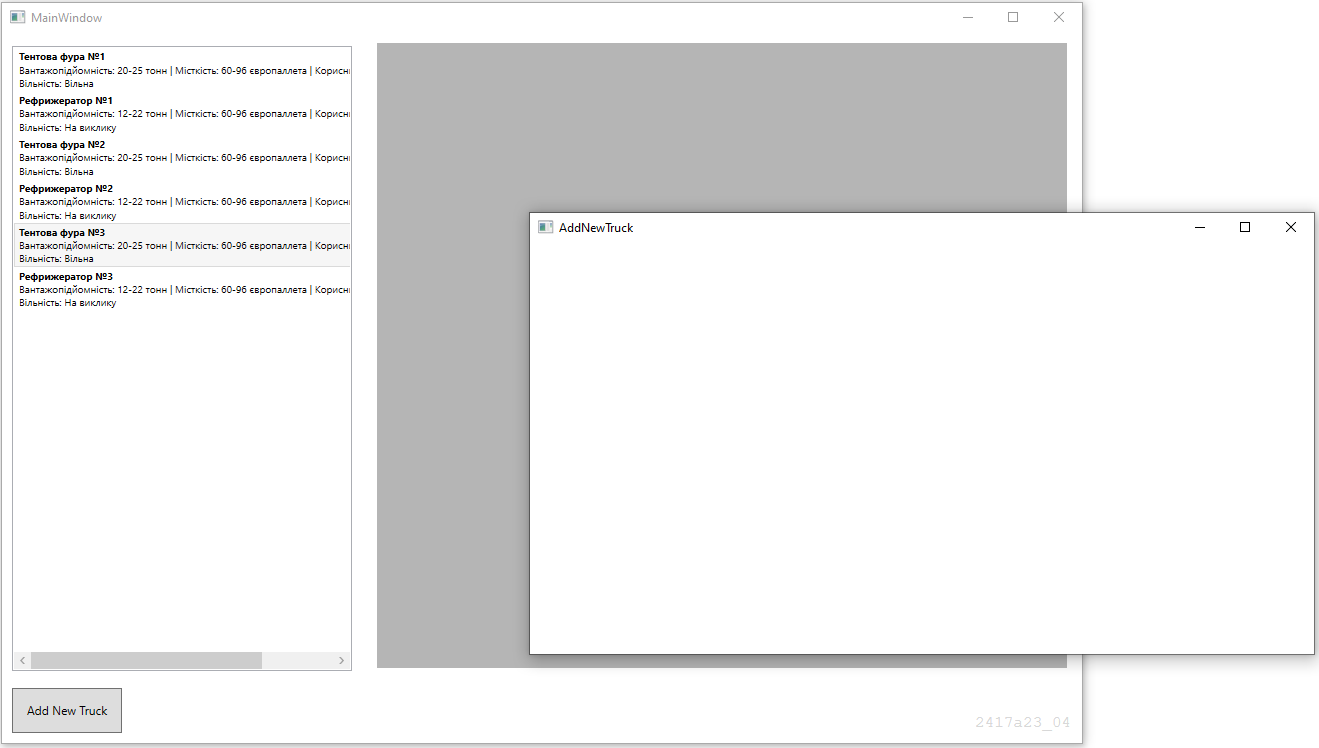 MainWindow
Тентова фура №1
Вантажопідйомність: 20-25 тонн | Місткість: 60-96 європаллета | Корисн
Вільність: Вільна
Рефрижератор №1
Вантажопідйомність: 12-22 тонн | Місткість: 60-96 європаллета | Корисн
Вільність: На виклику
Тентова фура №2
Вантажопідйомність: 20-25 тонн | Місткість: 60-96 європаллета | Корисн
Вільність: Вільна
Рефрижератор №2
Вантажопідйомність: 12-22 тонн | Місткість: 60-96 європаллета | Корисн
Вільність: На виклику
Тентова фура №3
Вантажопідйомність: 20-25 тонн | Місткість: 60-96 європаллета | Корисн
Вільність: Вільна
Рефрижератор №3
Вантажопідйомність: 12-22 тонн | Місткість: 60-96 європаллета | Корисн
Вільність: На виклику
AddNewTruck
Add New Truck
2417a23_04